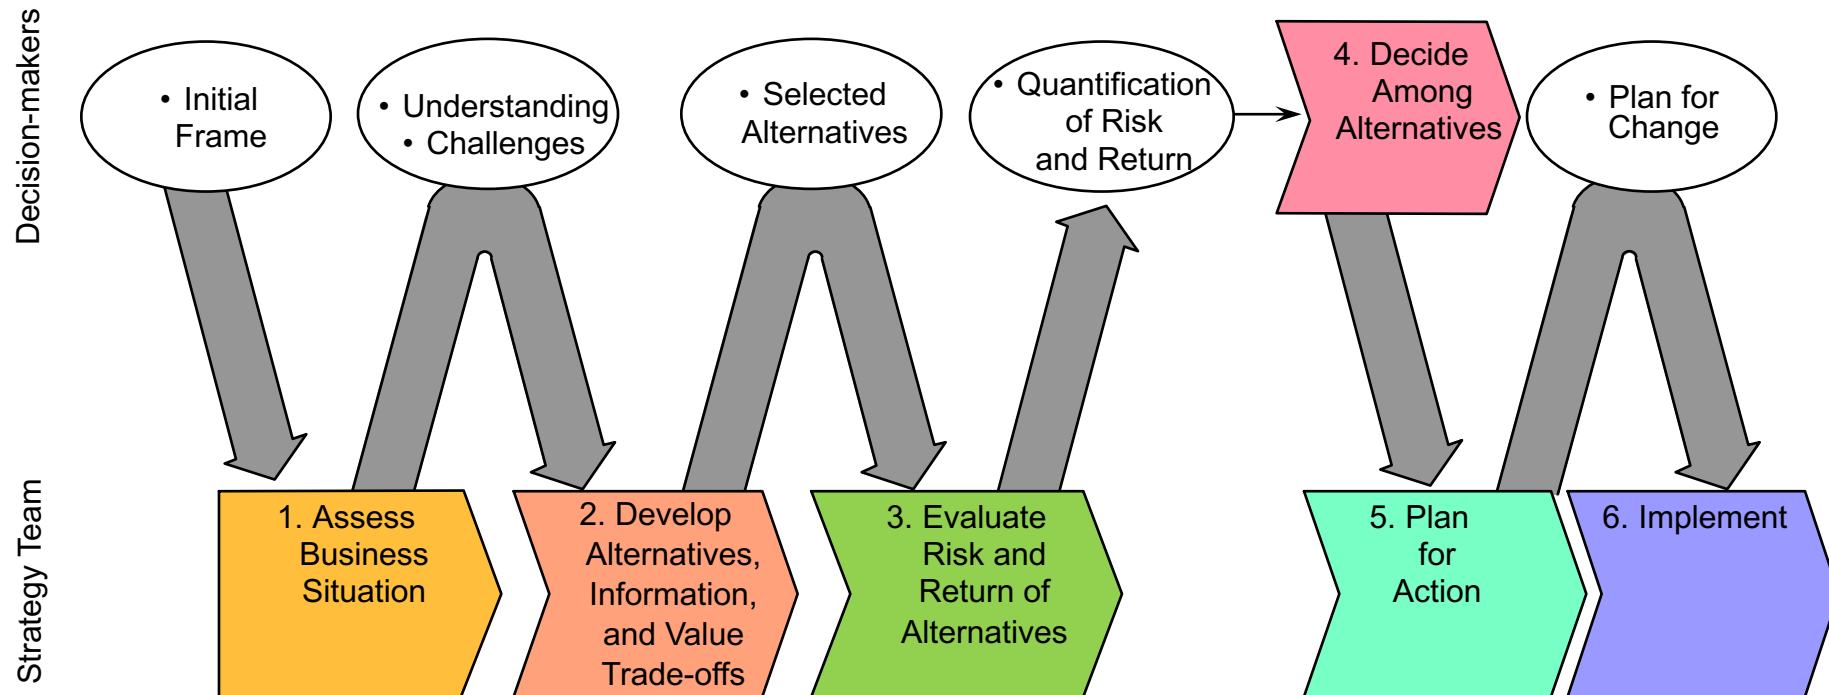 Decision-makers
• Initial
Frame
• Understanding
• Challenges
• Selected
Alternatives
• Quantification
of Risk
and Return
4. Decide
Among
Alternatives
• Plan for
Change
Strategy Team
1. Assess
Business
Situation
2. Develop
Alternatives,
Information,
and Value
Trade-offs
3. Evaluate
Risk and
Return of
Alternatives
5. Plan
for
Action
6. Implement